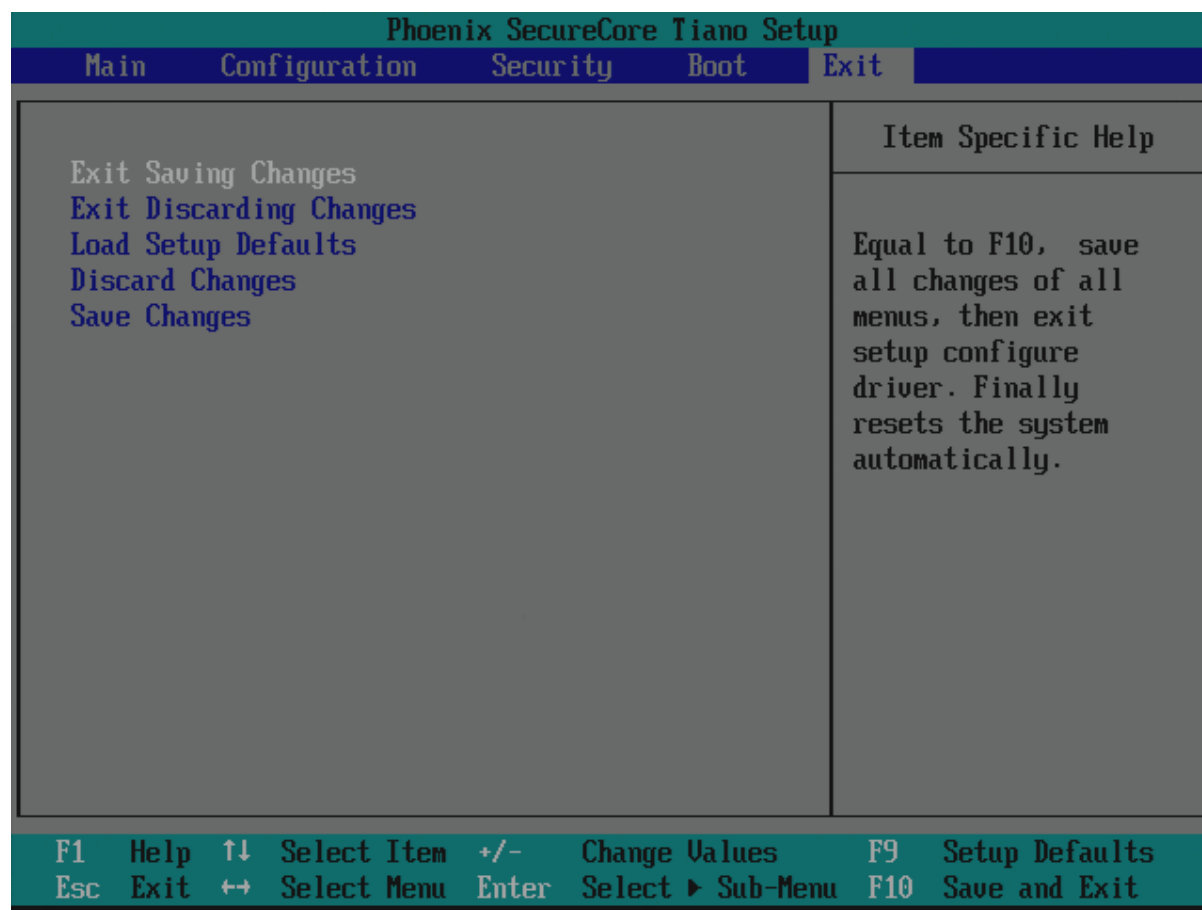 Phoenix SecureCore Tiano Setup
Main Configuration Security Boot Exit
Exit Saving Changes
Exit Discarding Changes
Load Setup Defaults
Discard Changes
Save Changes
Item Specific Help
Equal to F10, save
all changes of all
menus, then exit
setup configure
driver. Finally
resets the system
automatically.
F1 Help ↑↓ Select Item +/- Change Values F9 Setup Defaults
Esc Exit ↔ Select Menu Enter Select ▶ Sub-Menu F10 Save and Exit